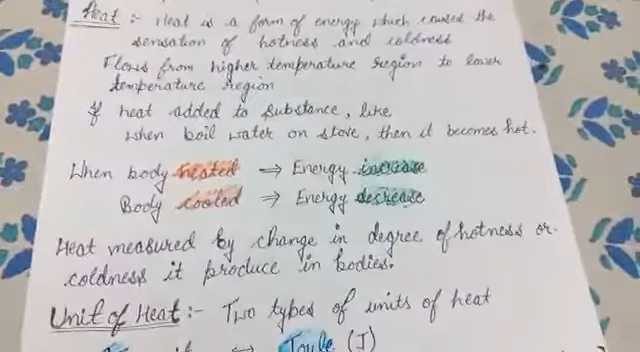 Heat :- Heat is a form of energy which caused the
sensation of hotness and coldness
Flows from higher temperature region to lower
temperature region
if heat added to substance, like
when boil water on stove, then it becomes hot.
When body heated ⇒ Energy increase
Body cooled ⇒ Energy decrease
Heat measured by change in degree of hotness or
coldness it produce in bodies.
Unit of Heat :- Two types of units of heat
Joule (J)